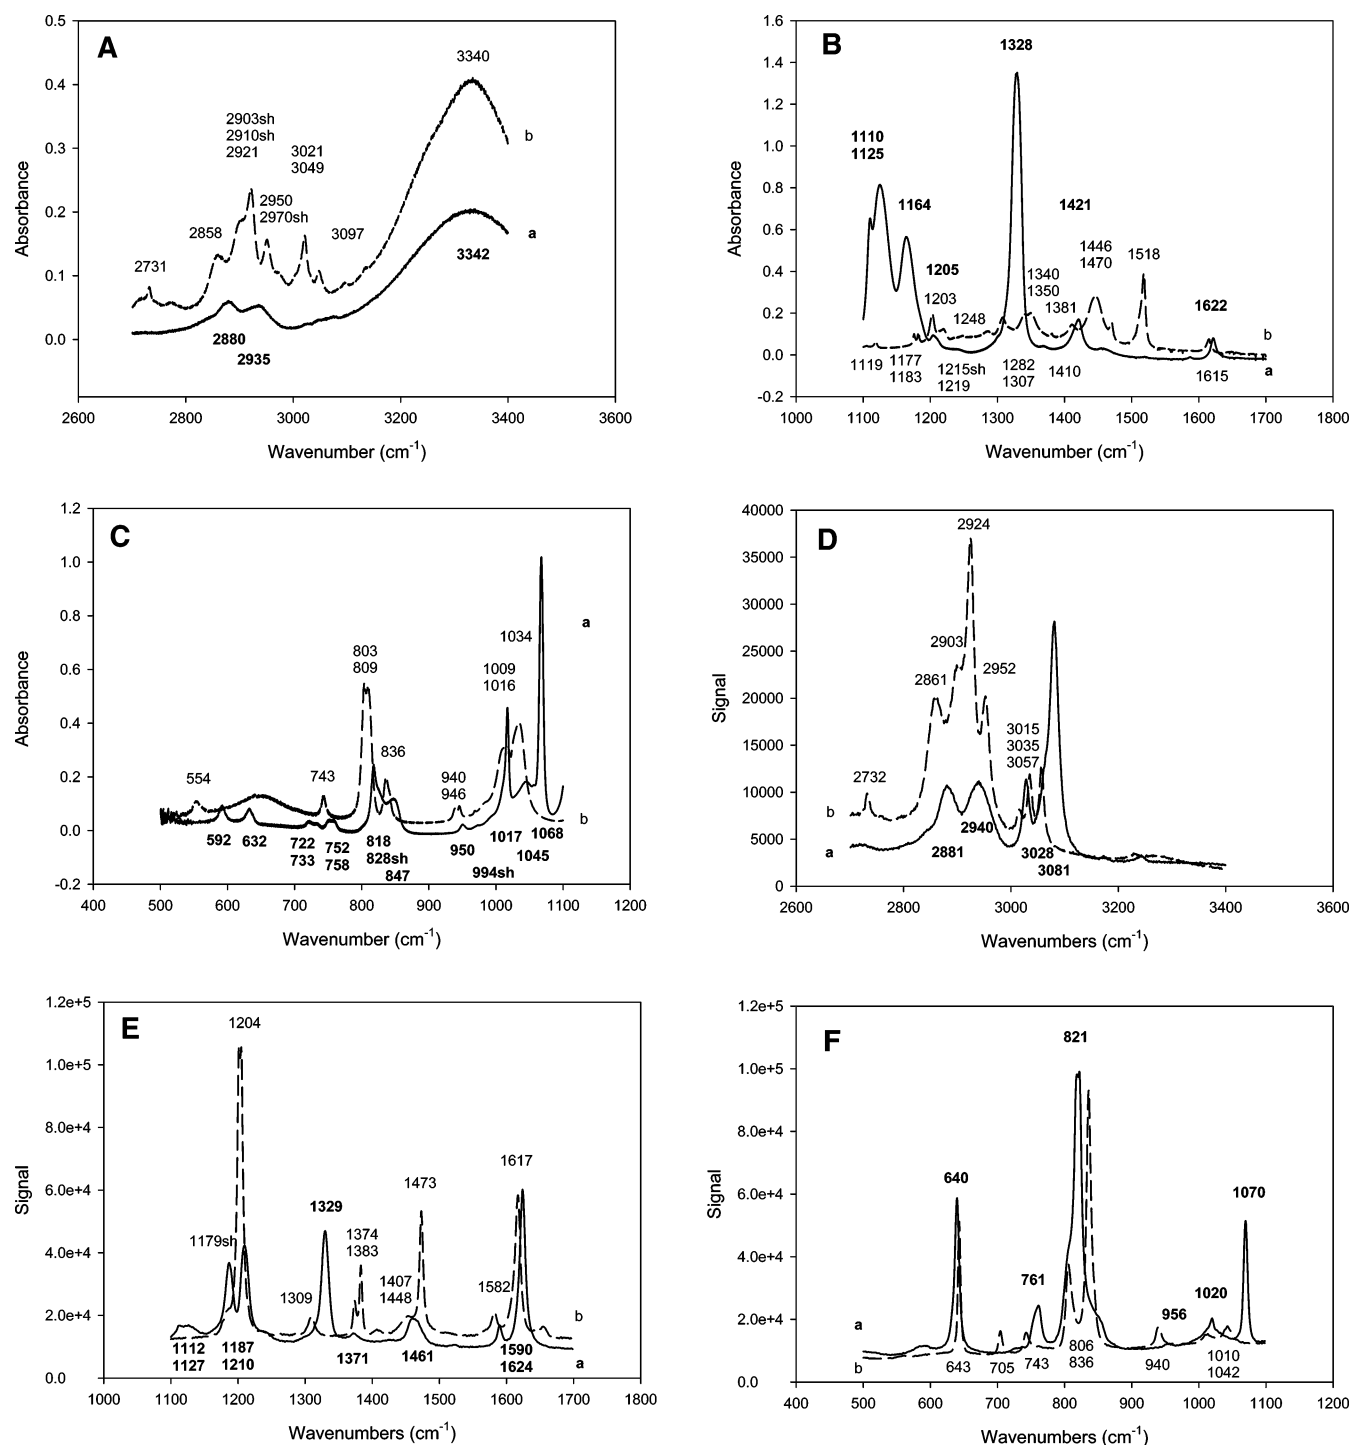 A
0.5
0.4
0.3
0.2
0.1
0.0
Absorbance
3340
2903sh
2910sh
2921
3021
3049
b
2950
2970sh
2858
3097
a
2731
3342
2880
2935
2600 2800 3000 3200 3400 3600
Wavenumber (cm-1)
B
1.6
1.4
1.2
1.0
0.8
0.6
0.4
0.2
0.0
-0.2
Absorbance
1328
1110
1125
1164
1421
1205
1446
1470
1518
1340
1350
1203
1248
1381
1622
b
a
1119
1177
1183
1215sh
1219
1282
1307
1410
1615
1000 1100 1200 1300 1400 1500 1600 1700 1800
Wavenumber (cm-1)
C
1.2
1.0
0.8
0.6
0.4
0.2
0.0
-0.2
Absorbance
a
1034
803
809
1009
1016
836
554
743
940
946
b
592
632
722
733
752
758
818
828sh
847
950
994sh
1017
1045
1068
400 500 600 700 800 900 1000 1100 1200
Wavenumber (cm-1)
D
40000
35000
30000
25000
20000
15000
10000
5000
0
Signal
2924
2903
2861
2952
3015
3035
3057
2732
b
a
2940
2881
3028
3081
2600 2800 3000 3200 3400 3600
Wavenumbers (cm-1)
E
1.2e+5
1.0e+5
8.0e+4
6.0e+4
4.0e+4
2.0e+4
0.0
Signal
1204
1617
1473
1329
1179sh
1374
1383
1407
1448
1309
1582
b
a
1112
1127
1187
1210
1371
1461
1590
1624
1000 1100 1200 1300 1400 1500 1600 1700 1800
Wavenumbers (cm-1)
F
1.2e+5
1.0e+5
8.0e+4
6.0e+4
4.0e+4
2.0e+4
0.0
Signal
821
640
1070
761
1020
956
a
b
643
705
743
806
836
940
1010
1042
400 500 600 700 800 900 1000 1100 1200
Wavenumbers (cm-1)